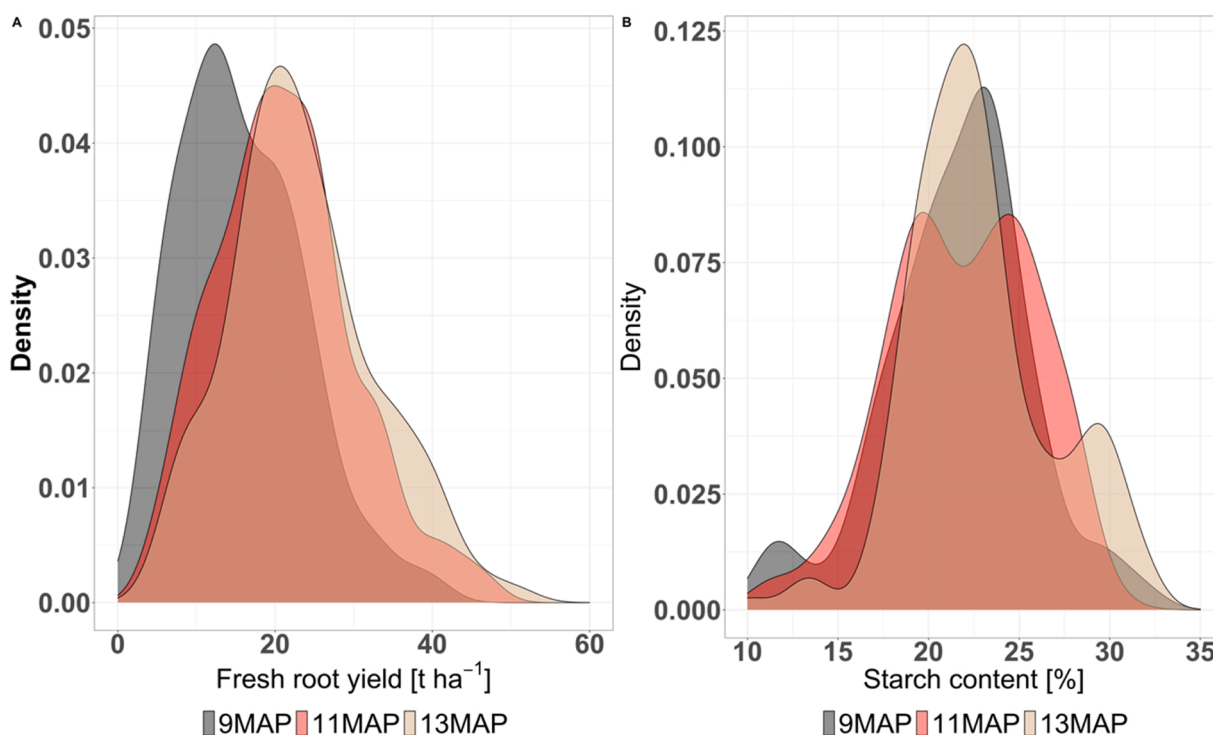 A
0.05
0.04
0.03
0.02
0.01
0.00
Density
0 20 40 60
Fresh root yield [t ha⁻¹]
9MAP 11MAP 13MAP
B
0.125
0.100
0.075
0.050
0.025
0.000
Density
10 15 20 25 30 35
Starch content [%]
9MAP 11MAP 13MAP